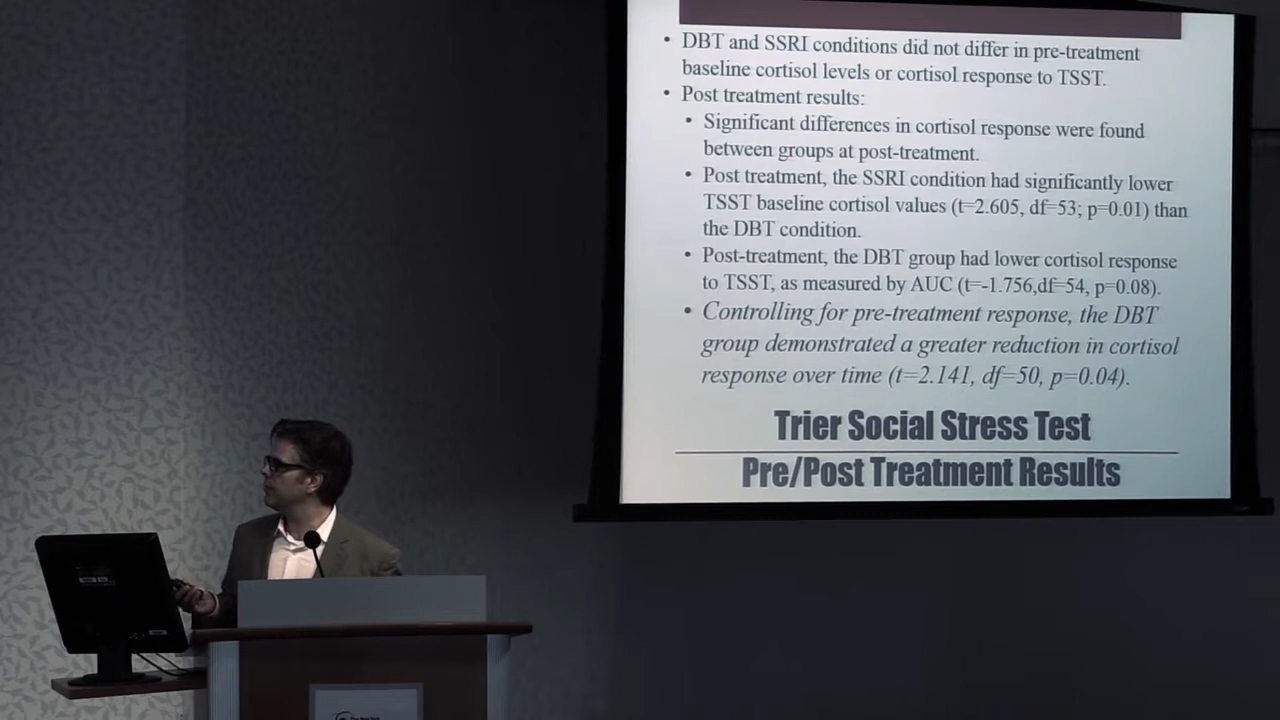 • DBT and SSRI conditions did not differ in pre-treatment
baseline cortisol levels or cortisol response to TSST.
• Post treatment results:
• Significant differences in cortisol response were found
between groups at post-treatment.
• Post treatment, the SSRI condition had significantly lower
TSST baseline cortisol values (t=2.605, df=53; p=0.01) than
the DBT condition.
• Post-treatment, the DBT group had lower cortisol response
to TSST, as measured by AUC (t=-1.756,df=54, p=0.08).
• Controlling for pre-treatment response, the DBT
group demonstrated a greater reduction in cortisol
response over time (t=2.141, df=50, p=0.04).
Trier Social Stress Test
Pre/Post Treatment Results